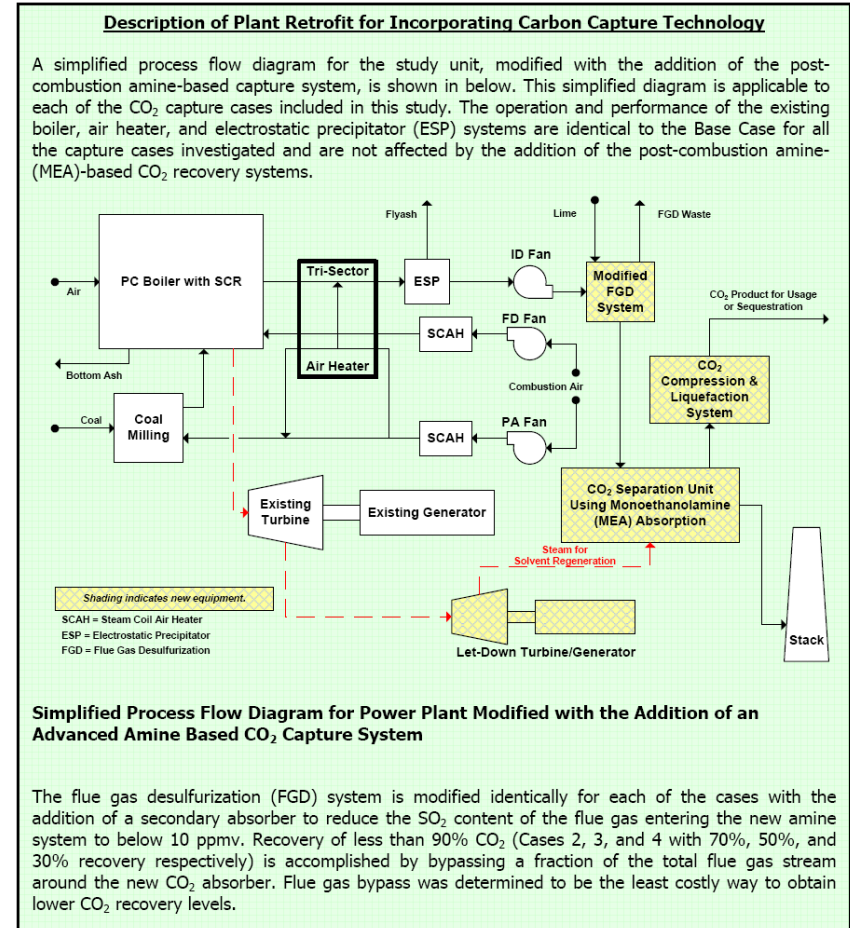 Description of Plant Retrofit for Incorporating Carbon Capture Technology
A simplified process flow diagram for the study unit, modified with the addition of the post-
combustion amine-based capture system, is shown in below. This simplified diagram is applicable to
each of the CO₂ capture cases included in this study. The operation and performance of the existing
boiler, air heater, and electrostatic precipitator (ESP) systems are identical to the Base Case for all
the capture cases investigated and are not affected by the addition of the post-combustion amine-
(MEA)-based CO₂ recovery systems.
Flyash
Lime
FGD Waste
PC Boiler with SCR
Air
Tri-Sector
Air Heater
ESP
ID Fan
Modified
FGD
System
CO₂ Product for Usage
or Sequestration
SCAH
FD Fan
Bottom Ash
Combustion Air
CO₂
Compression &
Liquefaction
System
Coal
Coal
Milling
SCAH
PA Fan
Existing
Turbine
Existing Generator
CO₂ Separation Unit
Using Monoethanolamine
(MEA) Absorption
Steam for
Solvent Regeneration
Shading indicates new equipment.
SCAH = Steam Coil Air Heater
ESP = Electrostatic Precipitator
FGD = Flue Gas Desulfurization
Let-Down Turbine/Generator
Stack
Simplified Process Flow Diagram for Power Plant Modified with the Addition of an
Advanced Amine Based CO₂ Capture System
The flue gas desulfurization (FGD) system is modified identically for each of the cases with the
addition of a secondary absorber to reduce the SO₂ content of the flue gas entering the new amine
system to below 10 ppmv. Recovery of less than 90% CO₂ (Cases 2, 3, and 4 with 70%, 50%, and
30% recovery respectively) is accomplished by bypassing a fraction of the total flue gas stream
around the new CO₂ absorber. Flue gas bypass was determined to be the least costly way to obtain
lower CO₂ recovery levels.